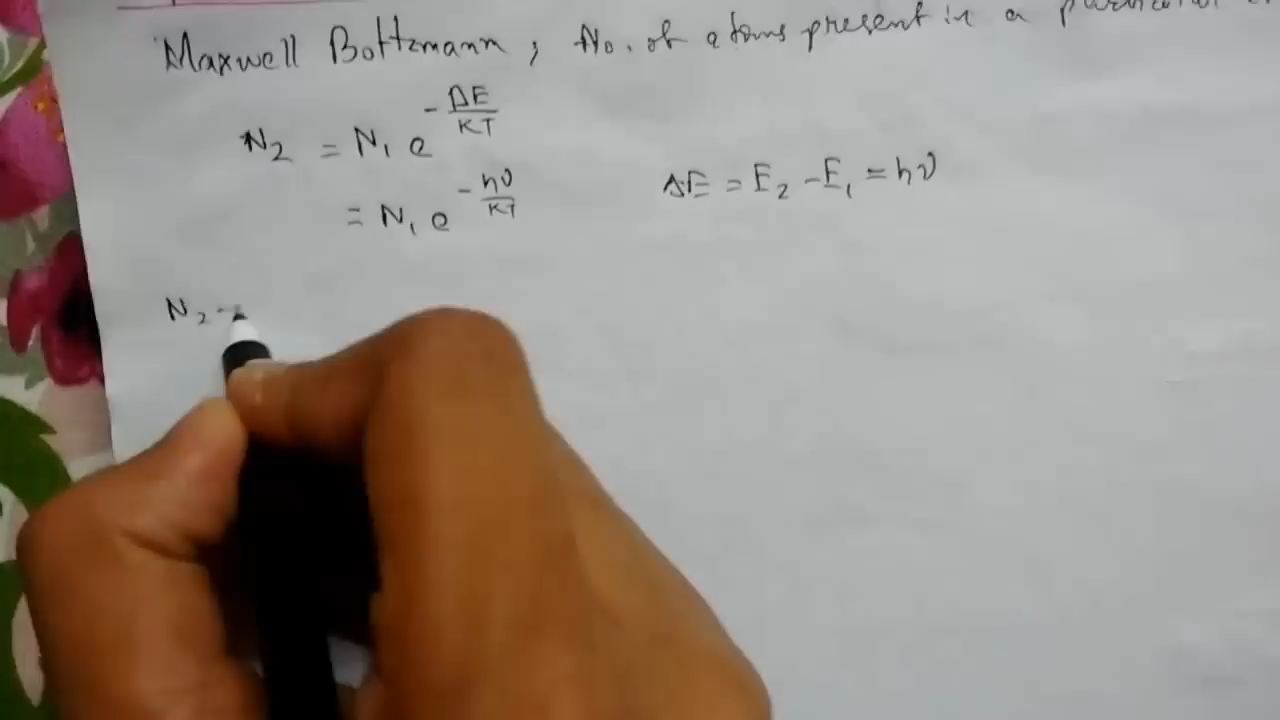 Maxwell Boltzmann, No. of atoms present in a
N₂ = N₁ e^(-ΔE/KT)
= N₁ e^(-hν/KT)
ΔE = E₂ - E₁ = hν
N₂ -